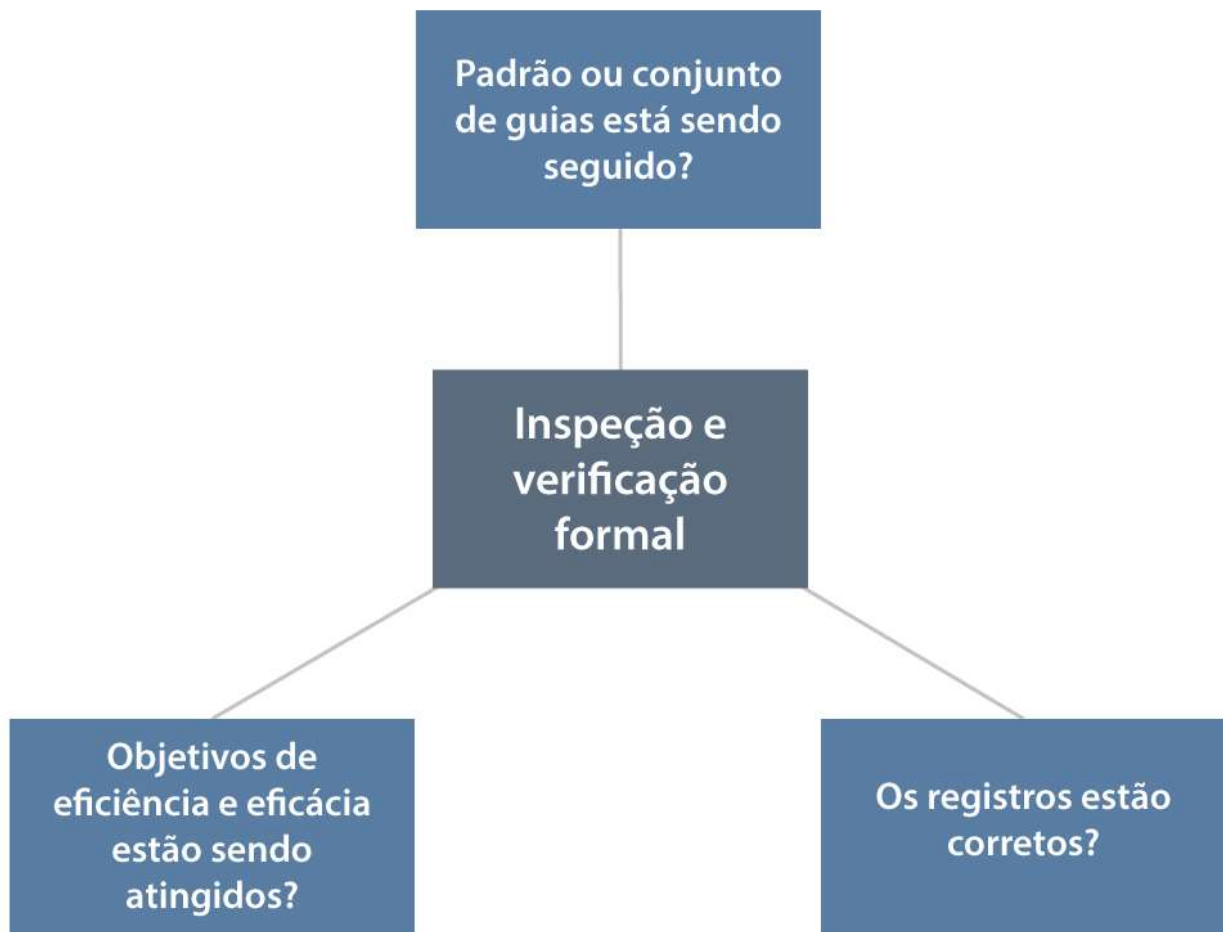 Padrão ou conjunto
de guias está sendo
seguido?
Inspeção e
verificação
formal
Objetivos de
eficiência e eficácia
estão sendo
atingidos?
Os registros estão
corretos?